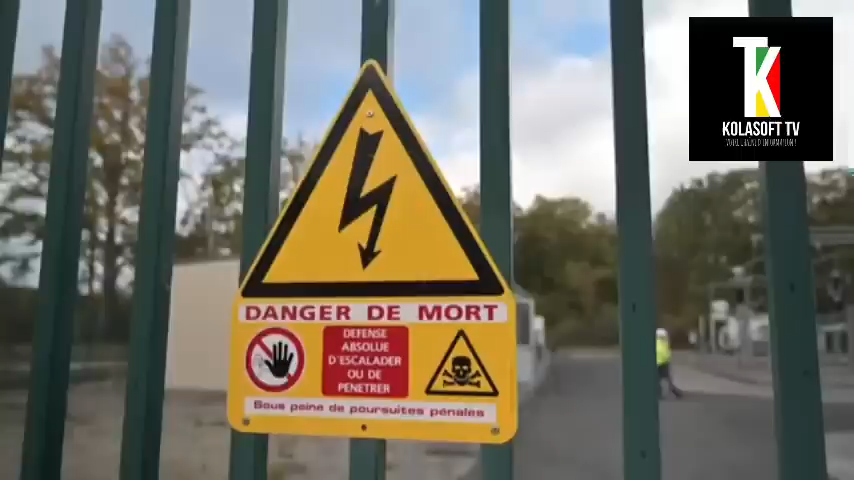 KOLASOFT TV
DANGER DE MORT
DEFENSE
ABSOLUE
D'ESCALADER
OU DE
PENETRER
Sous peine de poursuites pénales